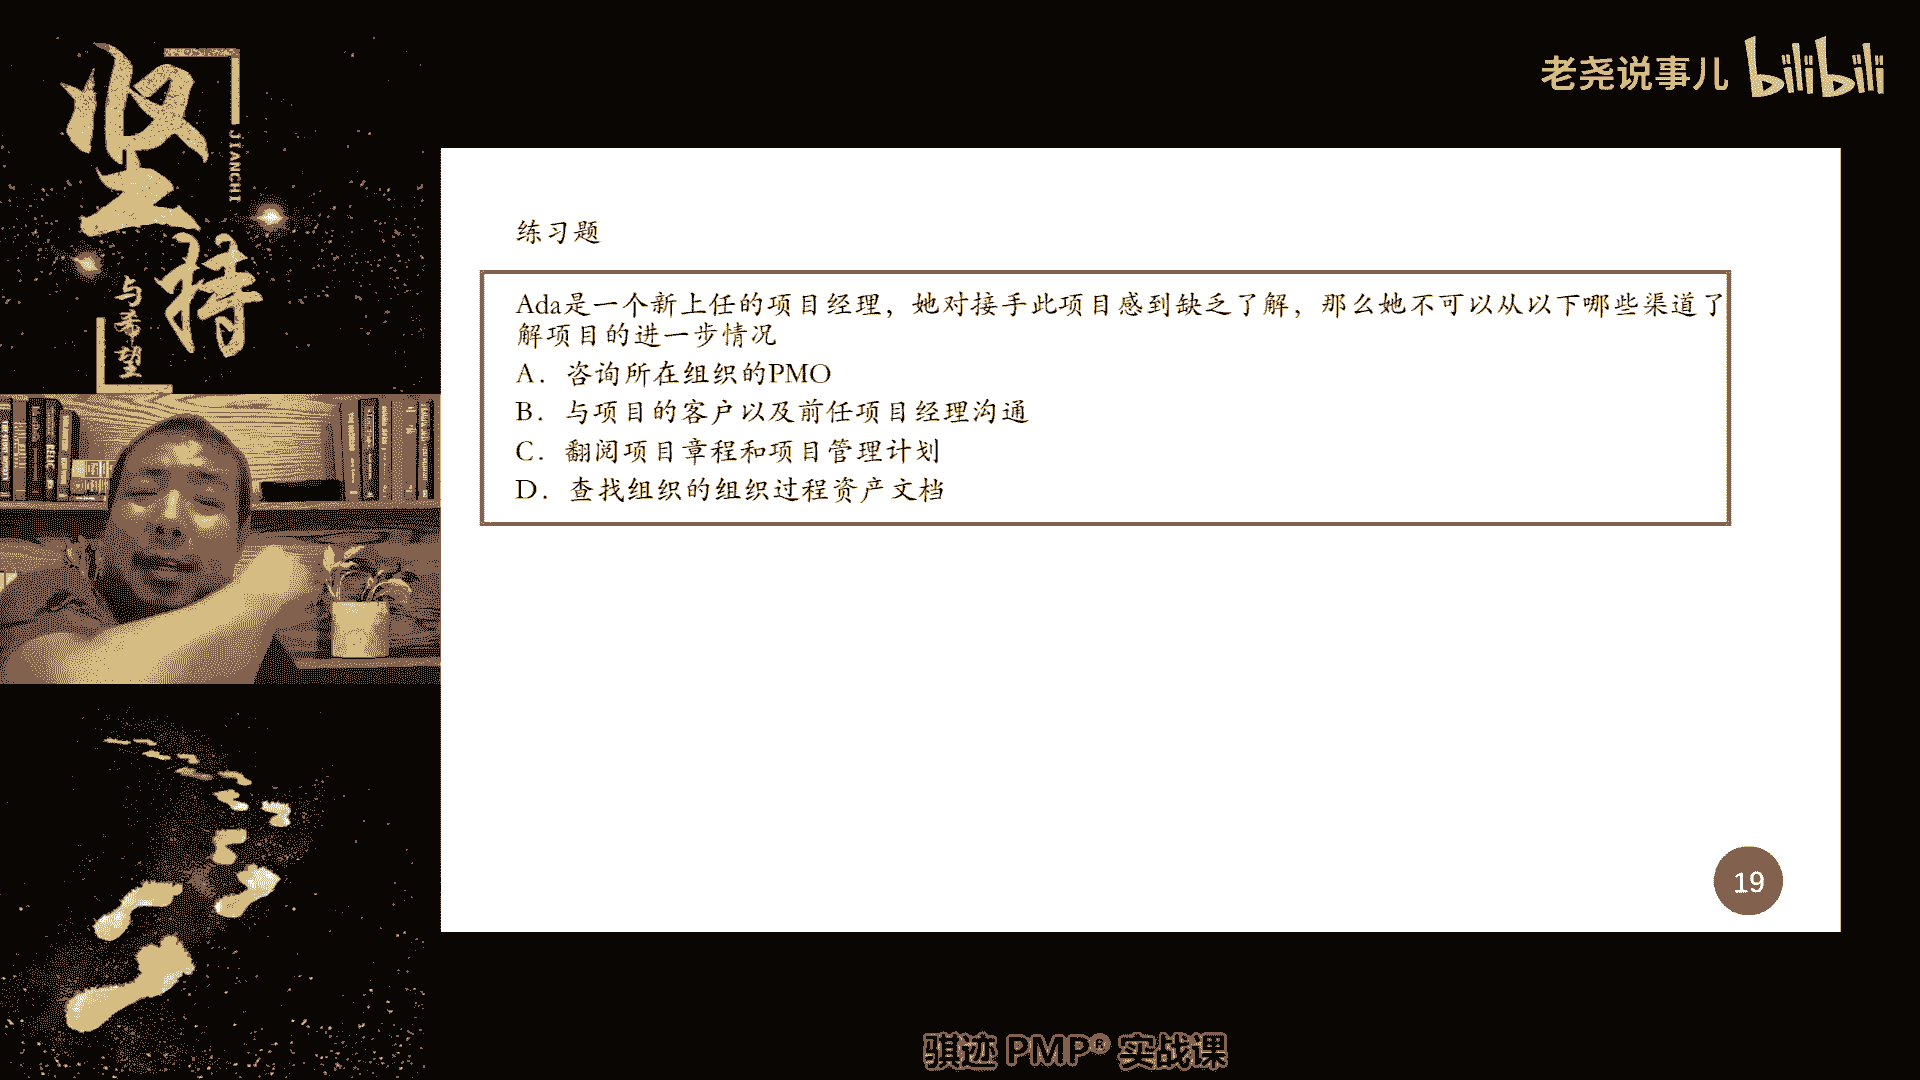 坚持
JIANCHI
与希望
老尧说事儿 bilibili
练习题
Ada是一个新上任的项目经理，她对接手此项目感到缺乏了解，那么她不可以从以下哪些渠道了
解项目的进一步情况
A．咨询所在组织的PMO
B．与项目的客户以及前任项目经理沟通
C．翻阅项目章程和项目管理计划
D．查找组织的组织过程资产文档
19
骐迹 PMP® 实战课